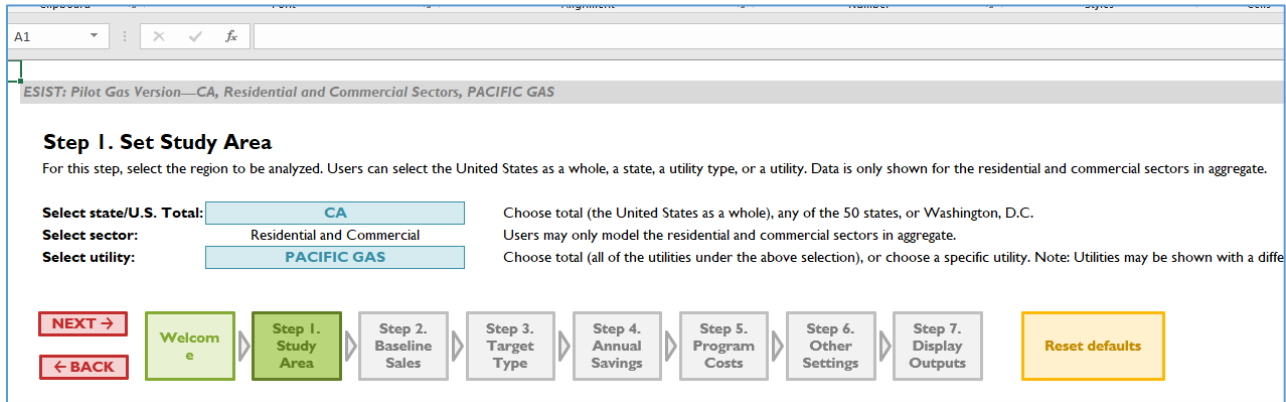 Clipboard Font Alignment Number Styles Cells
A1 fx
ESIST: Pilot Gas Version—CA, Residential and Commercial Sectors, PACIFIC GAS
Step 1. Set Study Area
For this step, select the region to be analyzed. Users can select the United States as a whole, a state, a utility type, or a utility. Data is only shown for the residential and commercial sectors in aggregate.
Select state/U.S. Total: CA Choose total (the United States as a whole), any of the 50 states, or Washington, D.C.
Select sector: Residential and Commercial Users may only model the residential and commercial sectors in aggregate.
Select utility: PACIFIC GAS Choose total (all of the utilities under the above selection), or choose a specific utility. Note: Utilities may be shown with a diffe
NEXT →
← BACK
Welcom
e
Step 1.
Study
Area
Step 2.
Baseline
Sales
Step 3.
Target
Type
Step 4.
Annual
Savings
Step 5.
Program
Costs
Step 6.
Other
Settings
Step 7.
Display
Outputs
Reset defaults